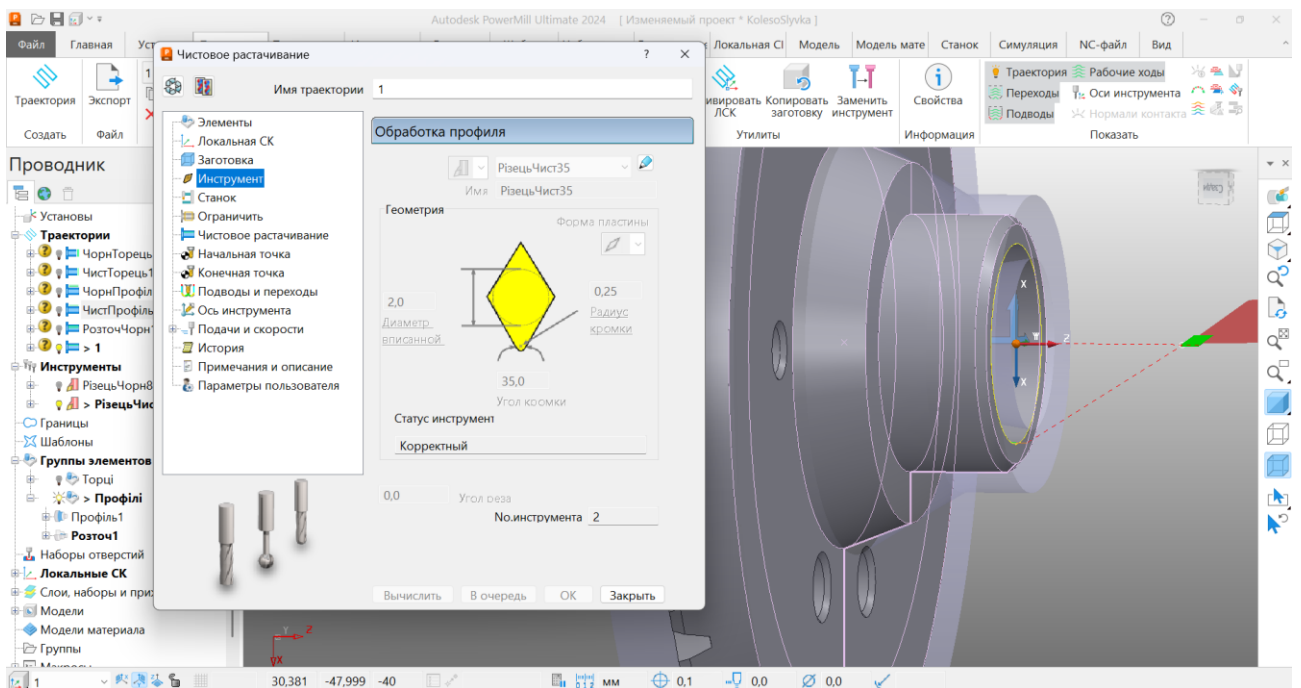 Autodesk PowerMill Ultimate 2024 [Изменяемый проект * KolesoSlyvka ]
Файл Главная Локальная СІ Модель Модель мате Станок Симуляция NC-файл Вид
Траектория Экспорт
Создать Файл
ЛСК
Копировать заготовку
Заменить инструмент
Свойства
Траектория Рабочие ходы
Переходы Оси инструмента
Подводы Нормали контакта
Утилиты Информация Показать
Проводник
Установы
Траектории
ЧорнТорець
ЧистТорець1
ЧорнПрофіл
ЧистПрофіль
РозточЧорн
> 1
Инструменты
РізецьЧорн8
> РізецьЧис
Границы
Шаблоны
Группы элементов
Торці
> Профілі
Профіль1
Розточ1
Наборы отверстий
Локальные СК
Слои, наборы и при
Модели
Модели материала
Группы
Чистовое растачивание ? ×
Имя траектории 1
Элементы
Локальная СК
Заготовка
Инструмент
Станок
Ограничить
Чистовое растачивание
Начальная точка
Конечная точка
Подводы и переходы
Ось инструмента
Подачи и скорости
История
Примечания и описание
Параметры пользователя
Обработка профиля
РізецьЧист35
Имя РізецьЧист35
Геометрия
Форма пластины
2,0
Диаметр вписанной
0,25
Радиус
кромки
35,0
Угол кромки
Статус инструмент
Корректный
0,0 Угол реза
No.инструмента 2
Вычислить В очередь OK Закрыть
X
Y
Z
X
Z
Y
X
1 30,381 -47,999 -40 мм 0,1 0,0 0,0